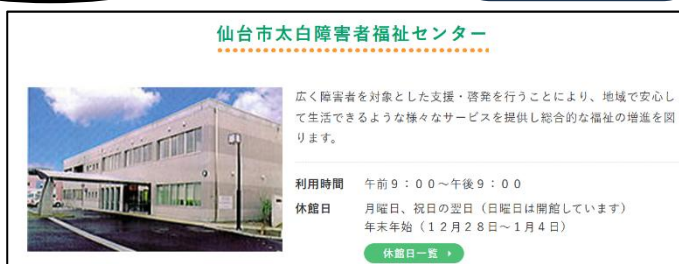 仙台市太白障害者福祉センター
広く障害者を対象とした支援・啓発を行うことにより、地域で安心し
て生活できるような様々なサービスを提供し総合的な福祉の増進を図
ります。
利用時間 午前９：００～午後９：００
休館日 月曜日、祝日の翌日（日曜日は開館しています）
年末年始（１２月２８日～１月４日）
休館日一覧